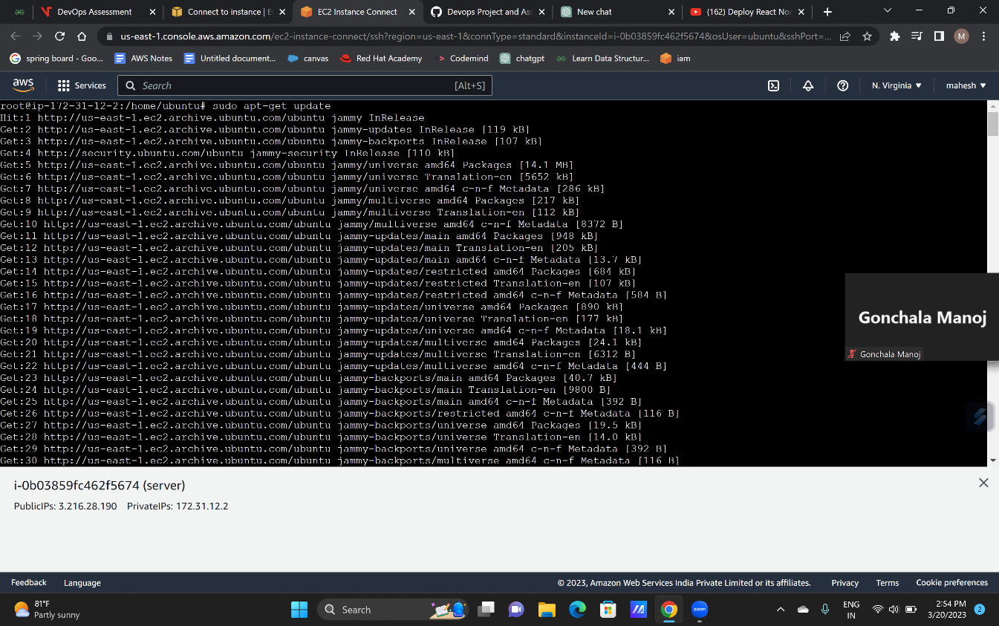 DevOps Assessment
Connect to instance | E
EC2 Instance Connect
Devops Project and Ass
New chat
(162) Deploy React Noc
us-east-1.console.aws.amazon.com/ec2-instance-connect/ssh?region=us-east-1&connType=standard&instanceId=i-0b03859fc462f5674&osUser=ubuntu&sshPort=...
M
spring board - Goo...
AWS Notes
Untitled document...
canvas
Red Hat Academy
Codemind
chatgpt
Learn Data Structur...
iam
aws
Services
Search
[Alt+S]
N. Virginia
mahesh
root@ip-172-31-12-2:/home/ubuntu# sudo apt-get update
Hit:1 http://us-east-1.ec2.archive.ubuntu.com/ubuntu jammy InRelease
Get:2 http://us-east-1.ec2.archive.ubuntu.com/ubuntu jammy-updates InRelease [119 kB]
Get:3 http://us-east-1.ec2.archive.ubuntu.com/ubuntu jammy-backports InRelease [107 kB]
Get:4 http://security.ubuntu.com/ubuntu jammy-security InRelease [110 kB]
Get:5 http://us-east-1.ec2.archive.ubuntu.com/ubuntu jammy/universe amd64 Packages [14.1 MB]
Get:6 http://us-east-1.ec2.archive.ubuntu.com/ubuntu jammy/universe Translation-en [5652 kB]
Get:7 http://us-east-1.ec2.archive.ubuntu.com/ubuntu jammy/universe amd64 c-n-f Metadata [286 kB]
Get:8 http://us-east-1.ec2.archive.ubuntu.com/ubuntu jammy/multiverse amd64 Packages [217 kB]
Get:9 http://us-east-1.ec2.archive.ubuntu.com/ubuntu jammy/multiverse Translation-en [112 kB]
Get:10 http://us-east-1.ec2.archive.ubuntu.com/ubuntu jammy/multiverse amd64 c-n-f Metadata [8372 B]
Get:11 http://us-east-1.ec2.archive.ubuntu.com/ubuntu jammy-updates/main amd64 Packages [948 kB]
Get:12 http://us-east-1.ec2.archive.ubuntu.com/ubuntu jammy-updates/main Translation-en [205 kB]
Get:13 http://us-east-1.ec2.archive.ubuntu.com/ubuntu jammy-updates/main amd64 c-n-f Metadata [13.7 kB]
Get:14 http://us-east-1.ec2.archive.ubuntu.com/ubuntu jammy-updates/restricted amd64 Packages [684 kB]
Get:15 http://us-east-1.ec2.archive.ubuntu.com/ubuntu jammy-updates/restricted Translation-en [107 kB]
Get:16 http://us-east-1.ec2.archive.ubuntu.com/ubuntu jammy-updates/restricted amd64 c-n-f Metadata [584 B]
Get:17 http://us-east-1.ec2.archive.ubuntu.com/ubuntu jammy-updates/universe amd64 Packages [890 kB]
Get:18 http://us-east-1.ec2.archive.ubuntu.com/ubuntu jammy-updates/universe Translation-en [177 kB]
Get:19 http://us-east-1.ec2.archive.ubuntu.com/ubuntu jammy-updates/universe amd64 c-n-f Metadata [18.1 kB]
Get:20 http://us-east-1.ec2.archive.ubuntu.com/ubuntu jammy-updates/multiverse amd64 Packages [24.1 kB]
Get:21 http://us-east-1.ec2.archive.ubuntu.com/ubuntu jammy-updates/multiverse Translation-en [6312 B]
Get:22 http://us-east-1.ec2.archive.ubuntu.com/ubuntu jammy-updates/multiverse amd64 c-n-f Metadata [444 B]
Get:23 http://us-east-1.ec2.archive.ubuntu.com/ubuntu jammy-backports/main amd64 Packages [40.7 kB]
Get:24 http://us-east-1.ec2.archive.ubuntu.com/ubuntu jammy-backports/main Translation-en [9800 B]
Get:25 http://us-east-1.ec2.archive.ubuntu.com/ubuntu jammy-backports/main amd64 c-n-f Metadata [392 B]
Get:26 http://us-east-1.ec2.archive.ubuntu.com/ubuntu jammy-backports/restricted amd64 c-n-f Metadata [116 B]
Get:27 http://us-east-1.ec2.archive.ubuntu.com/ubuntu jammy-backports/universe amd64 Packages [19.5 kB]
Get:28 http://us-east-1.ec2.archive.ubuntu.com/ubuntu jammy-backports/universe Translation-en [14.0 kB]
Get:29 http://us-east-1.ec2.archive.ubuntu.com/ubuntu jammy-backports/universe amd64 c-n-f Metadata [392 B]
Get:30 http://us-east-1.ec2.archive.ubuntu.com/ubuntu jammy-backports/multiverse amd64 c-n-f Metadata [116 B]
Gonchala Manoj
Gonchala Manoj
i-0b03859fc462f5674 (server)
PublicIPs: 3.216.28.190 PrivateIPs: 172.31.12.2
Feedback
Language
© 2023, Amazon Web Services India Private Limited or its affiliates.
Privacy
Terms
Cookie preferences
81°F
Partly sunny
Search
zoom
ENG
IN
2:54 PM
3/20/2023
2